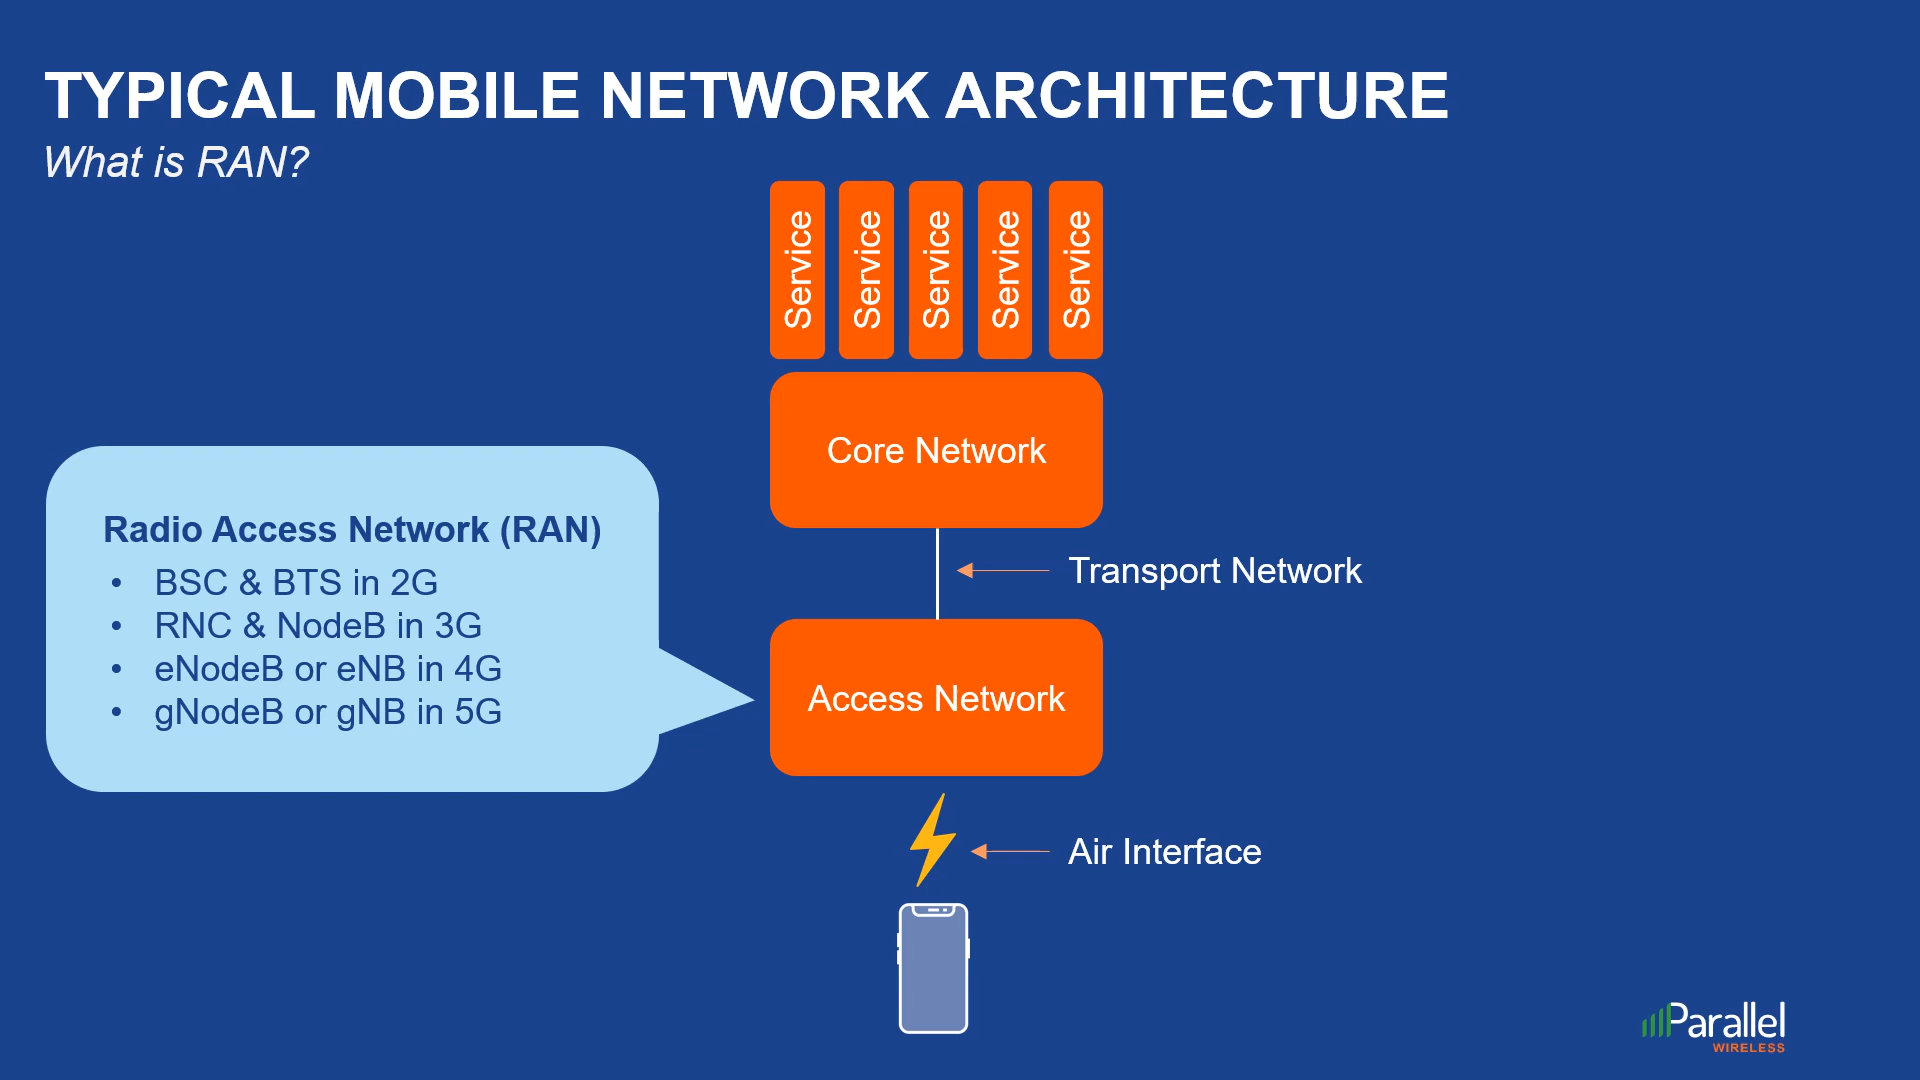 TYPICAL MOBILE NETWORK ARCHITECTURE
What is RAN?
Service
Service
Service
Service
Service
Core Network
Transport Network
Radio Access Network (RAN)
• BSC & BTS in 2G
• RNC & NodeB in 3G
• eNodeB or eNB in 4G
• gNodeB or gNB in 5G
Access Network
Air Interface
Parallel
WIRELESS